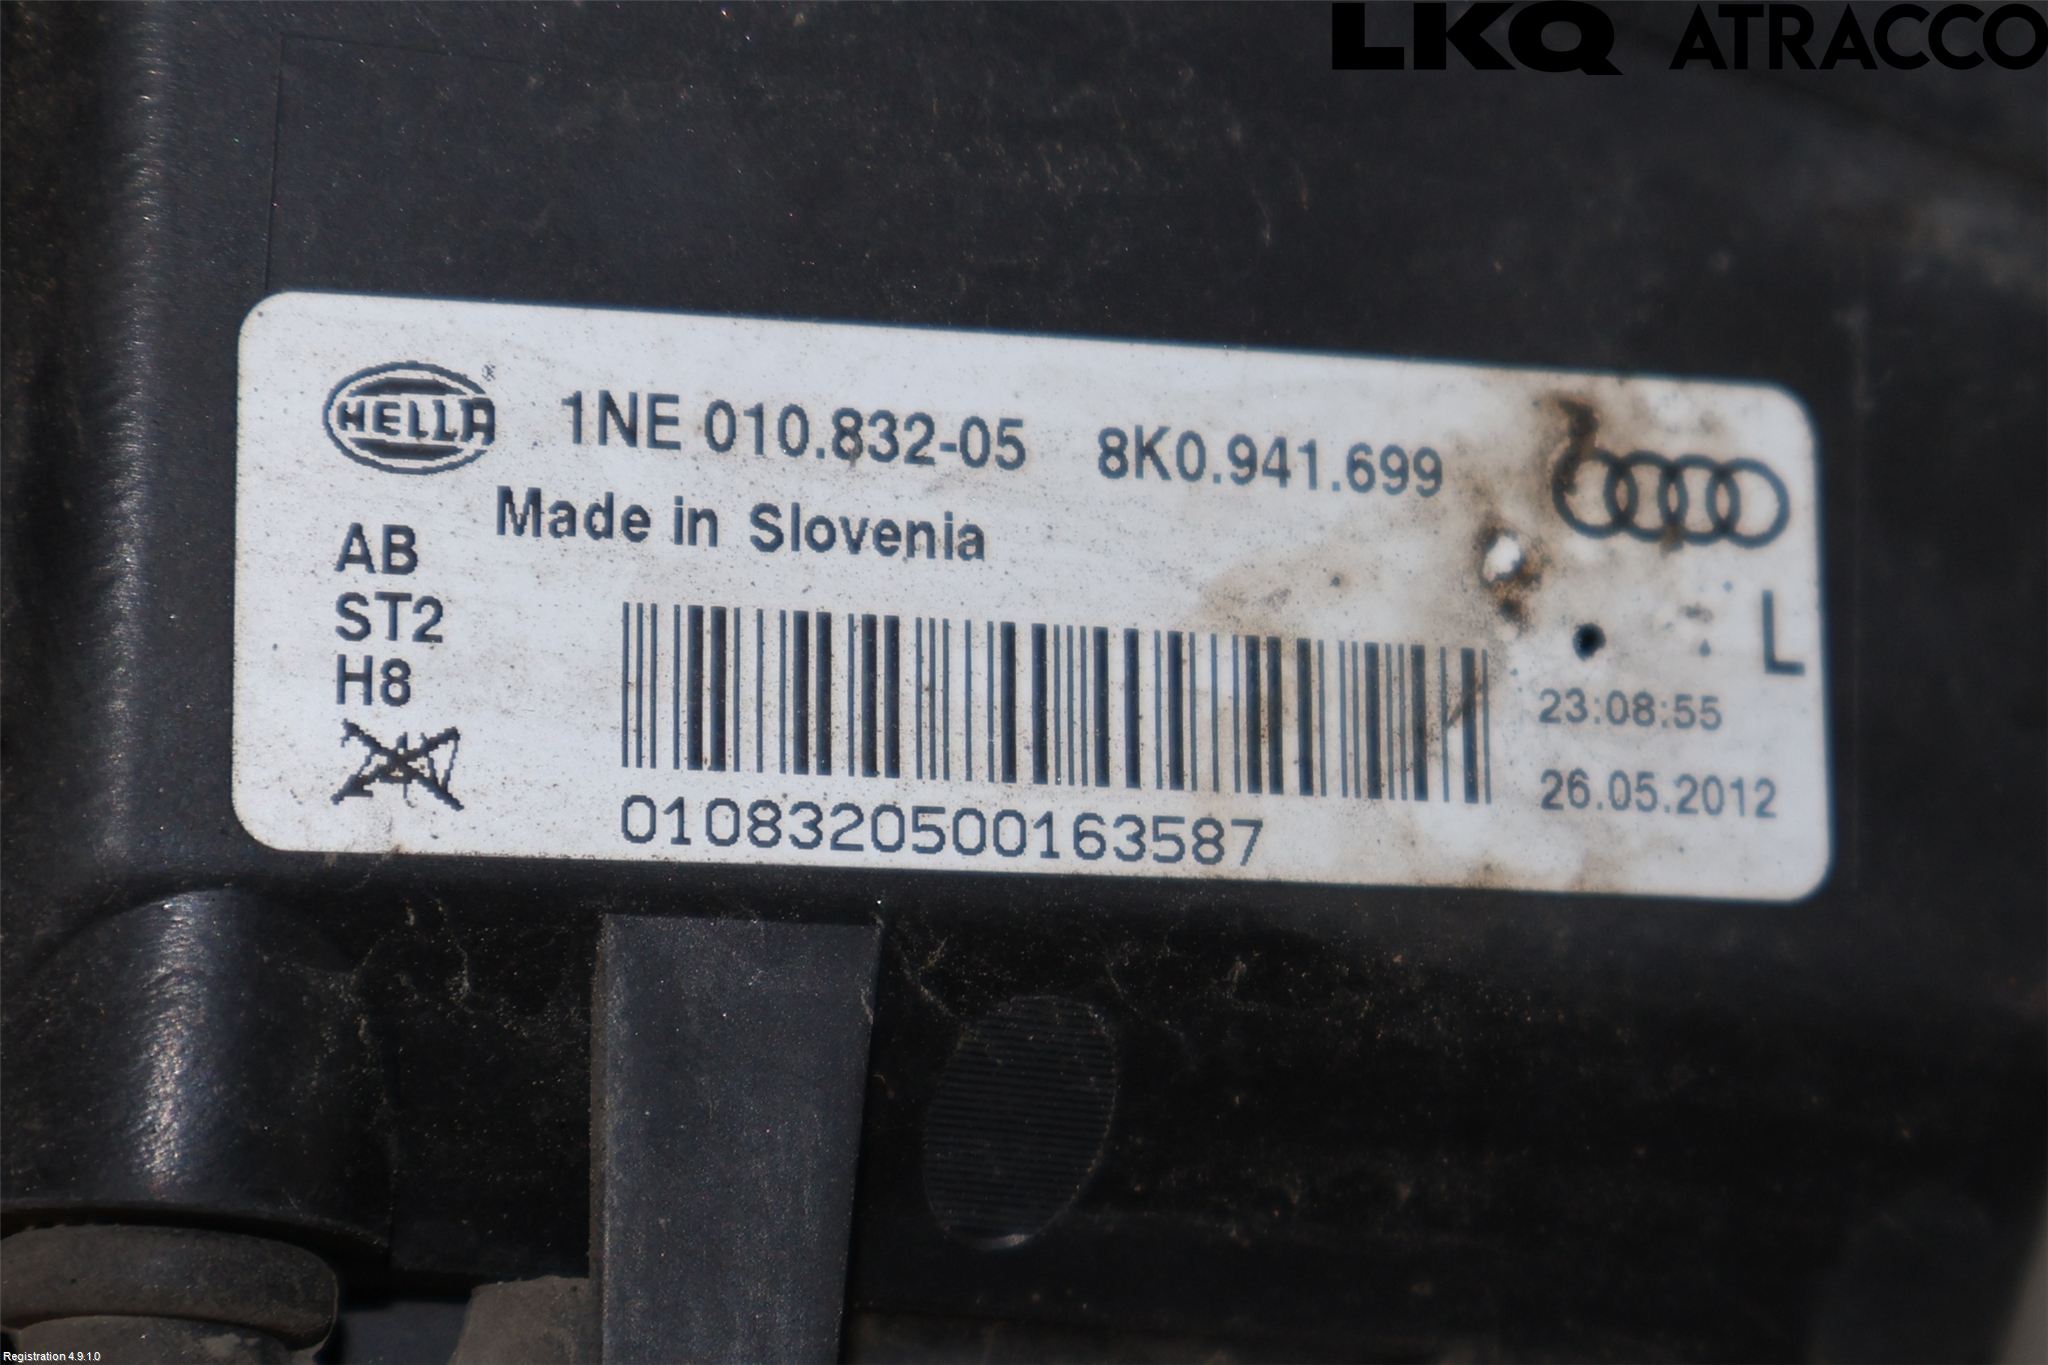 LKQ ATRACCO
HELLA ® 1NE 010.832-05 8K0.941.699
Made in Slovenia
AB
ST2
H8
L
23:08:55
26.05.2012
0108320500163587
Registration 4.9.1.0